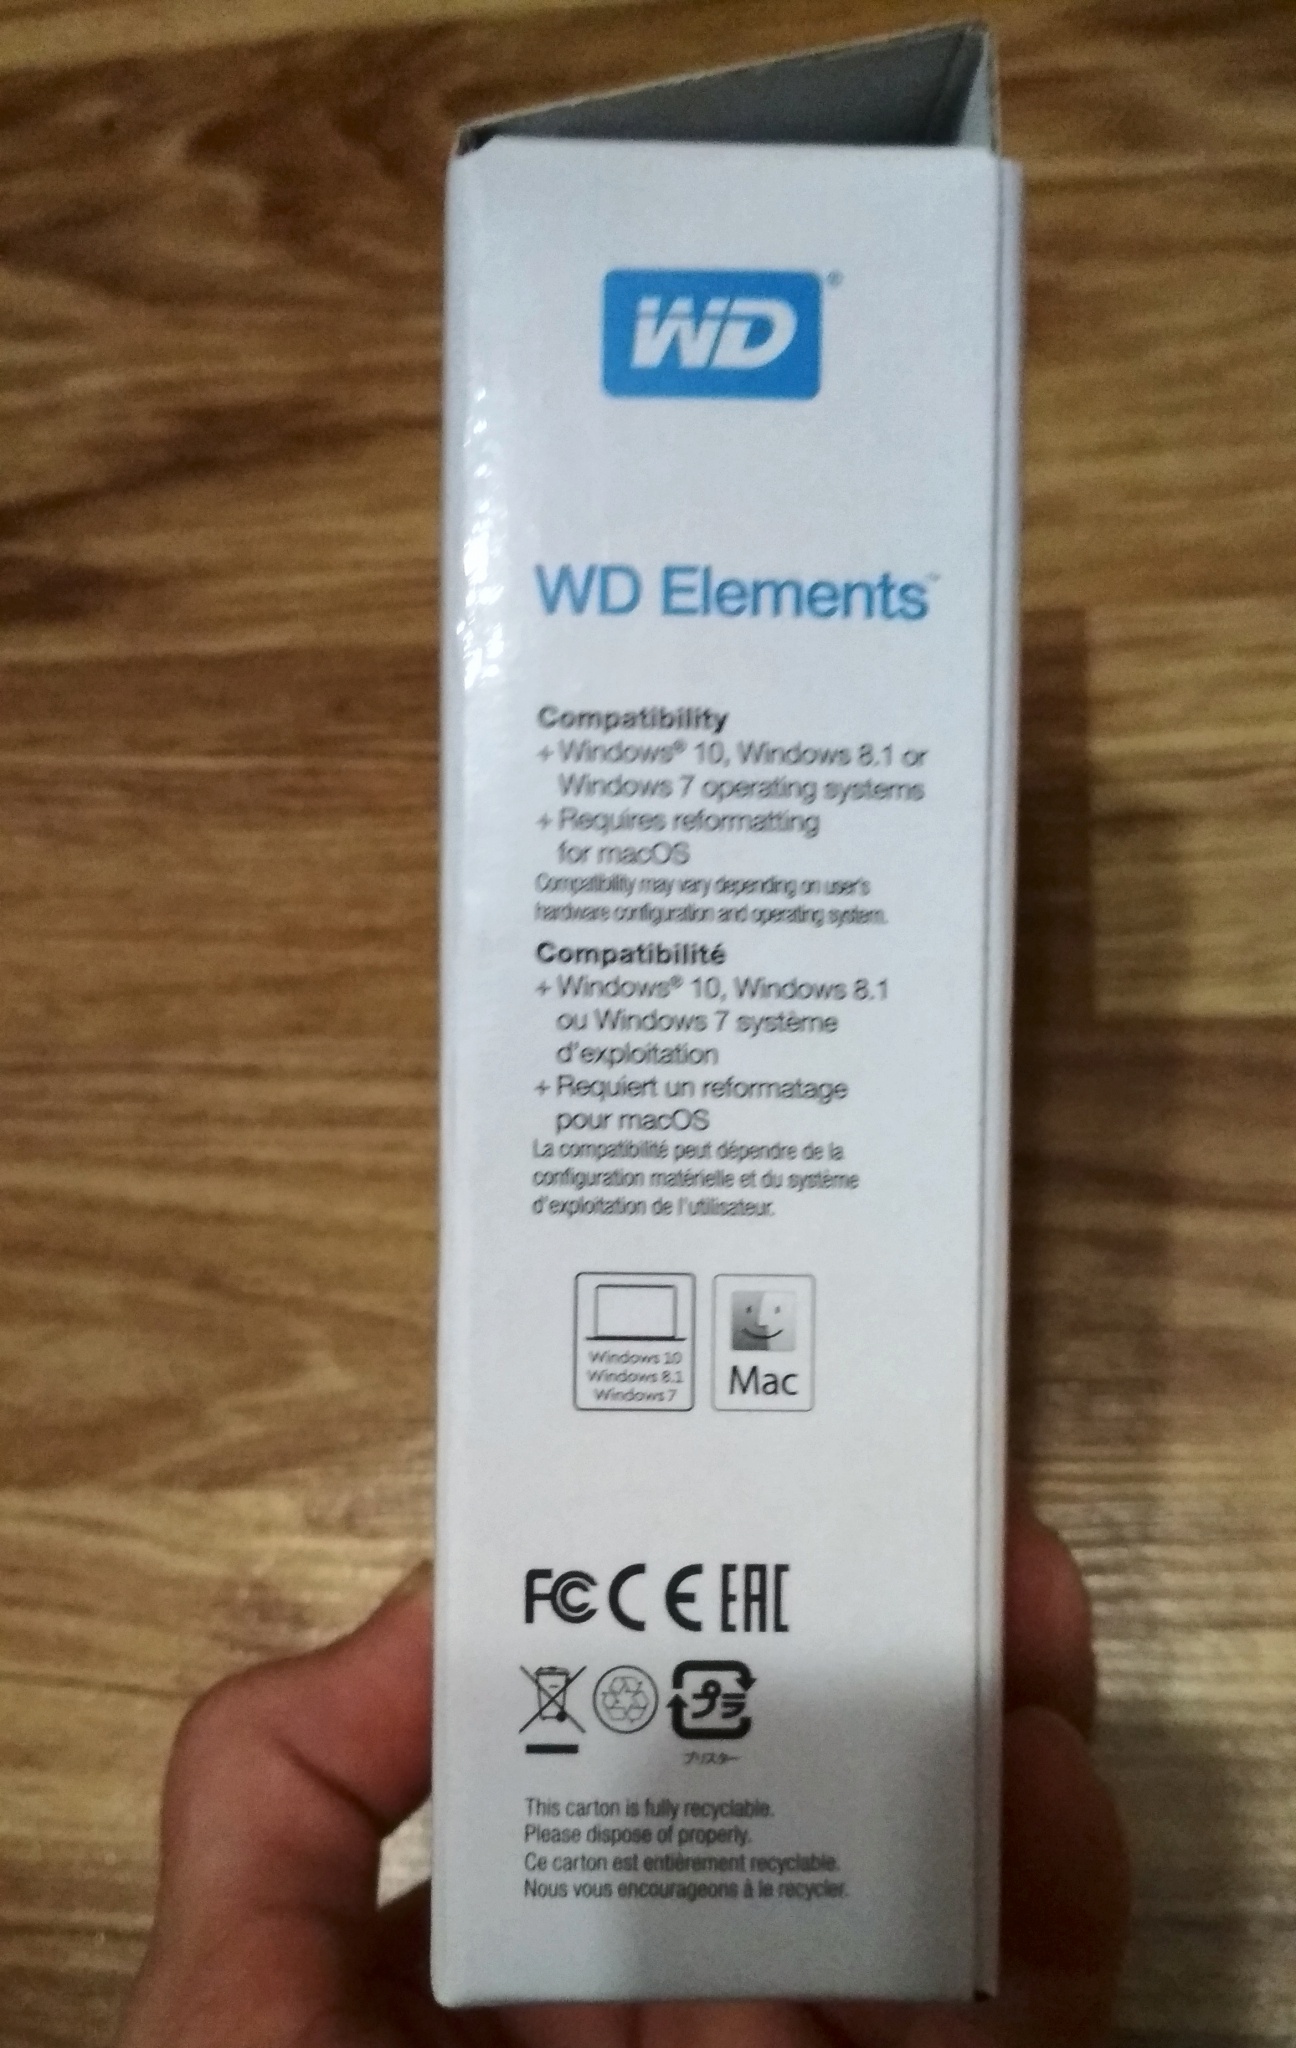 WD®
WD Elements™
Compatibility
+ Windows® 10, Windows 8.1 or
Windows 7 operating systems
+ Requires reformatting
for macOS
Compatibility may vary depending on user's
hardware configuration and operating system.
Compatibilité
+ Windows® 10, Windows 8.1
ou Windows 7 système
d'exploitation
+ Requiert un reformatage
pour macOS
La compatibilité peut dépendre de la
configuration matérielle et du système
d'exploitation de l'utilisateur.
Windows 10
Windows 8.1
Windows 7
Mac
FC CE EAC
プラ
This carton is fully recyclable.
Please dispose of properly.
Ce carton est entièrement recyclable.
Nous vous encourageons à le recycler.